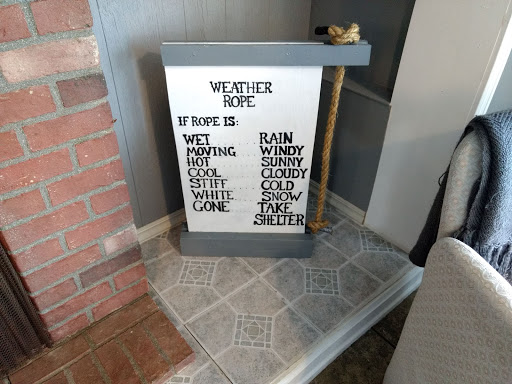 WEATHER
ROPE
IF ROPE IS:
WET ..... RAIN
MOVING ..... WINDY
HOT ..... SUNNY
COOL ..... CLOUDY
STIFF ..... COLD
WHITE ..... SNOW
GONE ..... TAKE
SHELTER